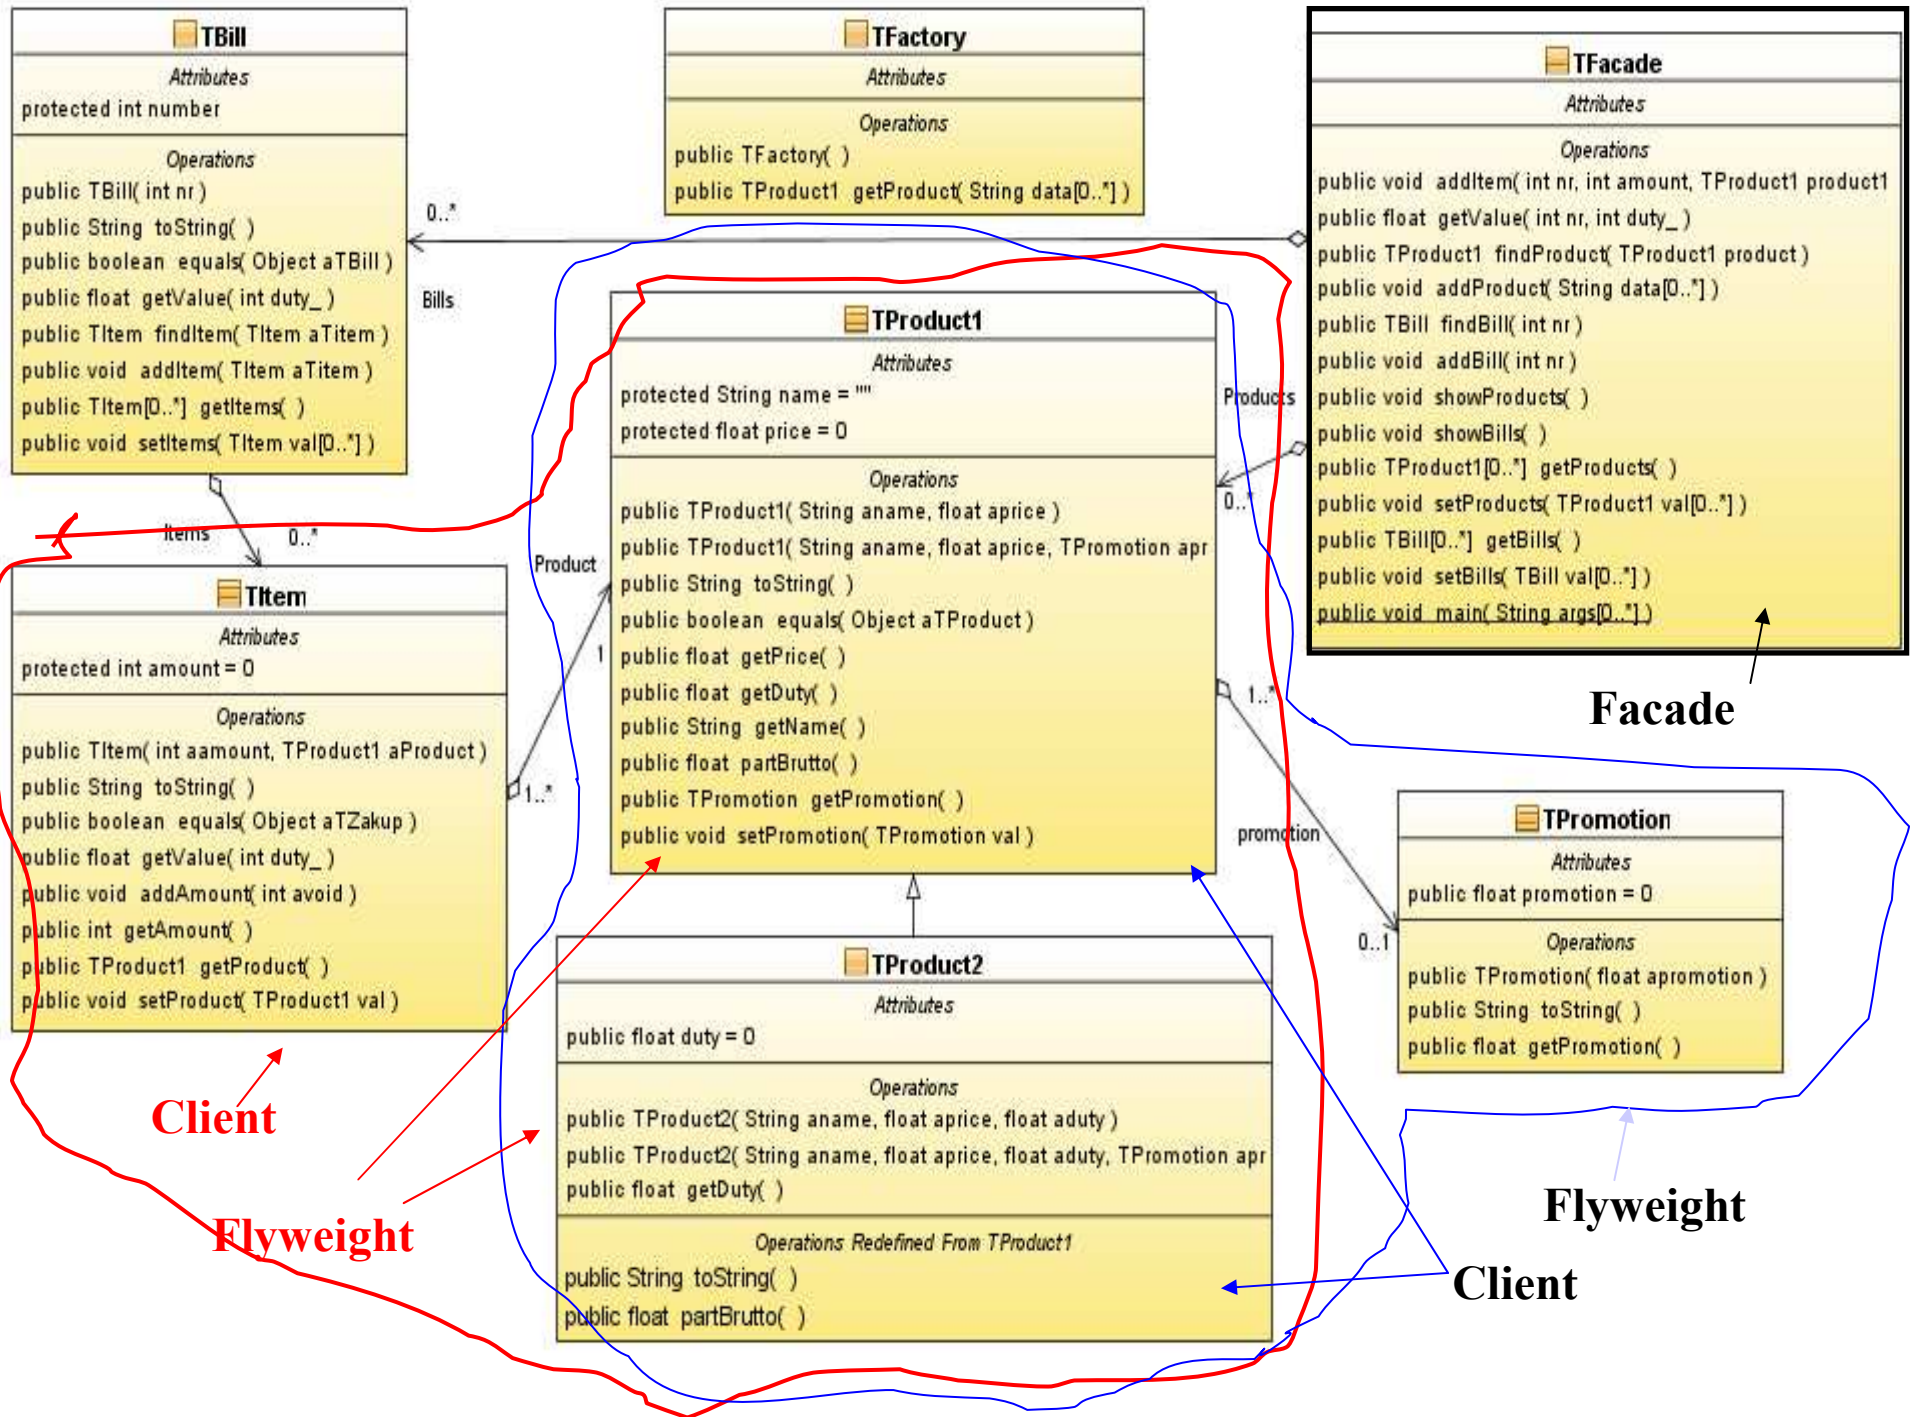 TBill
Attributes
protected int number
Operations
public TBill( int nr )
public String toString( )
public boolean equals( Object aTBill )
public float getValue( int duty_ )
public TItem findItem( TItem aTitem )
public void addItem( TItem aTitem )
public TItem[0..*] getItems( )
public void setItems( TItem val[0..*] )
TFactory
Attributes
Operations
public TFactory( )
public TProduct1 getProduct( String data[0..*] )
TFacade
Attributes
Operations
public void addItem( int nr, int amount, TProduct1 product1
public float getValue( int nr, int duty_ )
public TProduct1 findProduct( TProduct1 product )
public void addProduct( String data[0..*] )
public TBill findBill( int nr )
public void addBill( int nr )
public void showProducts( )
public void showBills( )
public TProduct1[0..*] getProducts( )
public void setProducts( TProduct1 val[0..*] )
public TBill[0..*] getBills( )
public void setBills( TBill val[0..*] )
public void main( String args[0..*] )
Facade
0..*
Bills
Products
0..*
TProduct1
Attributes
protected String name = ""
protected float price = 0
Operations
public TProduct1( String aname, float aprice )
public TProduct1( String aname, float aprice, TPromotion apr
public String toString( )
public boolean equals( Object aTProduct )
public float getPrice( )
public float getDuty( )
public String getName( )
public float partBrutto( )
public TPromotion getPromotion( )
public void setPromotion( TPromotion val )
Items
0..*
Product
1
1..*
TItem
Attributes
protected int amount = 0
Operations
public TItem( int aamount, TProduct1 aProduct )
public String toString( )
public boolean equals( Object aTZakup )
public float getValue( int duty_ )
public void addAmount( int avoid )
public int getAmount( )
public TProduct1 getProduct( )
public void setProduct( TProduct1 val )
Client
Flyweight
1..*
promotion
0..1
TPromotion
Attributes
public float promotion = 0
Operations
public TPromotion( float apromotion )
public String toString( )
public float getPromotion( )
Flyweight
Client
TProduct2
Attributes
public float duty = 0
Operations
public TProduct2( String aname, float aprice, float aduty )
public TProduct2( String aname, float aprice, float aduty, TPromotion apr
public float getDuty( )
Operations Redefined From TProduct1
public String toString( )
public float partBrutto( )